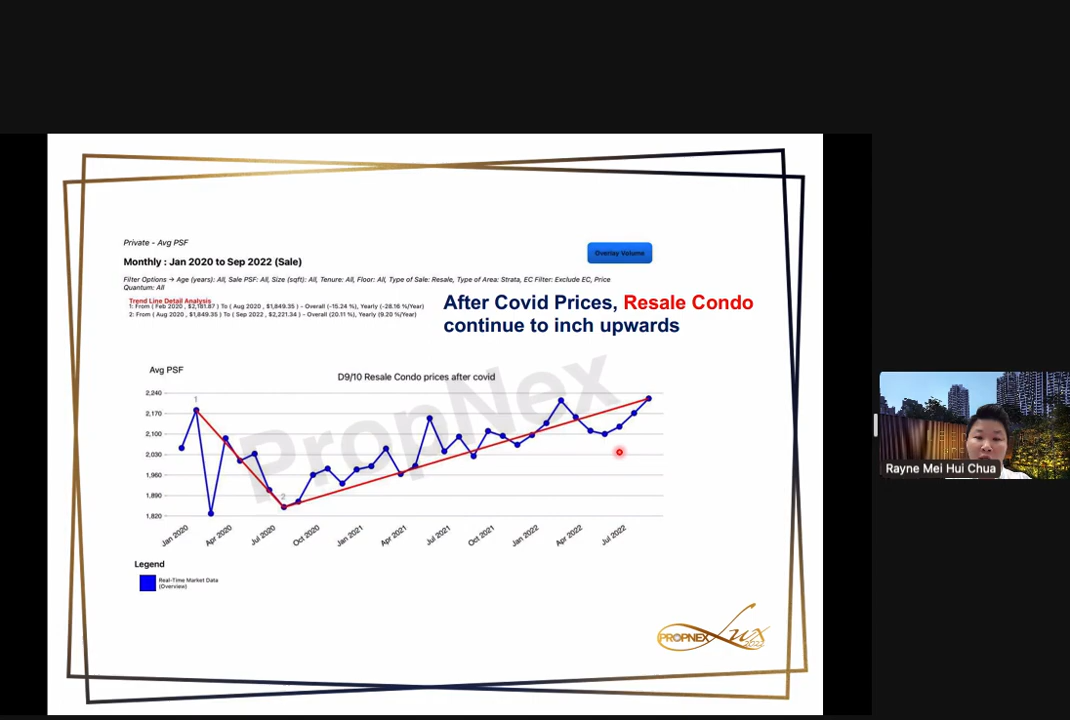 Private - Avg PSF
Overlay Volume
Monthly : Jan 2020 to Sep 2022 (Sale)
Filter Options → Age (years): All, Sale PSF: All, Size (sqft): All, Tenure: All, Floor: All, Type of Sale: Resale, Type of Area: Strata, EC Filter: Exclude EC, Price
Quantum: All
Trend Line Detail Analysis
1: From ( Feb 2020 , $2,181.87 ) To ( Aug 2020 , $1,849.35 ) - Overall (-15.24 %), Yearly (-28.16 %/Year)
2: From ( Aug 2020 , $1,849.35 ) To ( Sep 2022 , $2,221.34 ) - Overall (20.11 %), Yearly (9.20 %/Year)
After Covid Prices, Resale Condo
continue to inch upwards
Avg PSF
D9/10 Resale Condo prices after covid
PropNex
2,240
2,170
2,100
2,030
1,960
1,890
1,820
1
2
Jan 2020
Apr 2020
Jul 2020
Oct 2020
Jan 2021
Apr 2021
Jul 2021
Oct 2021
Jan 2022
Apr 2022
Jul 2022
Legend
Real-Time Market Data
(Overview)
PROPNEX Lux
2022
Rayne Mei Hui Chua